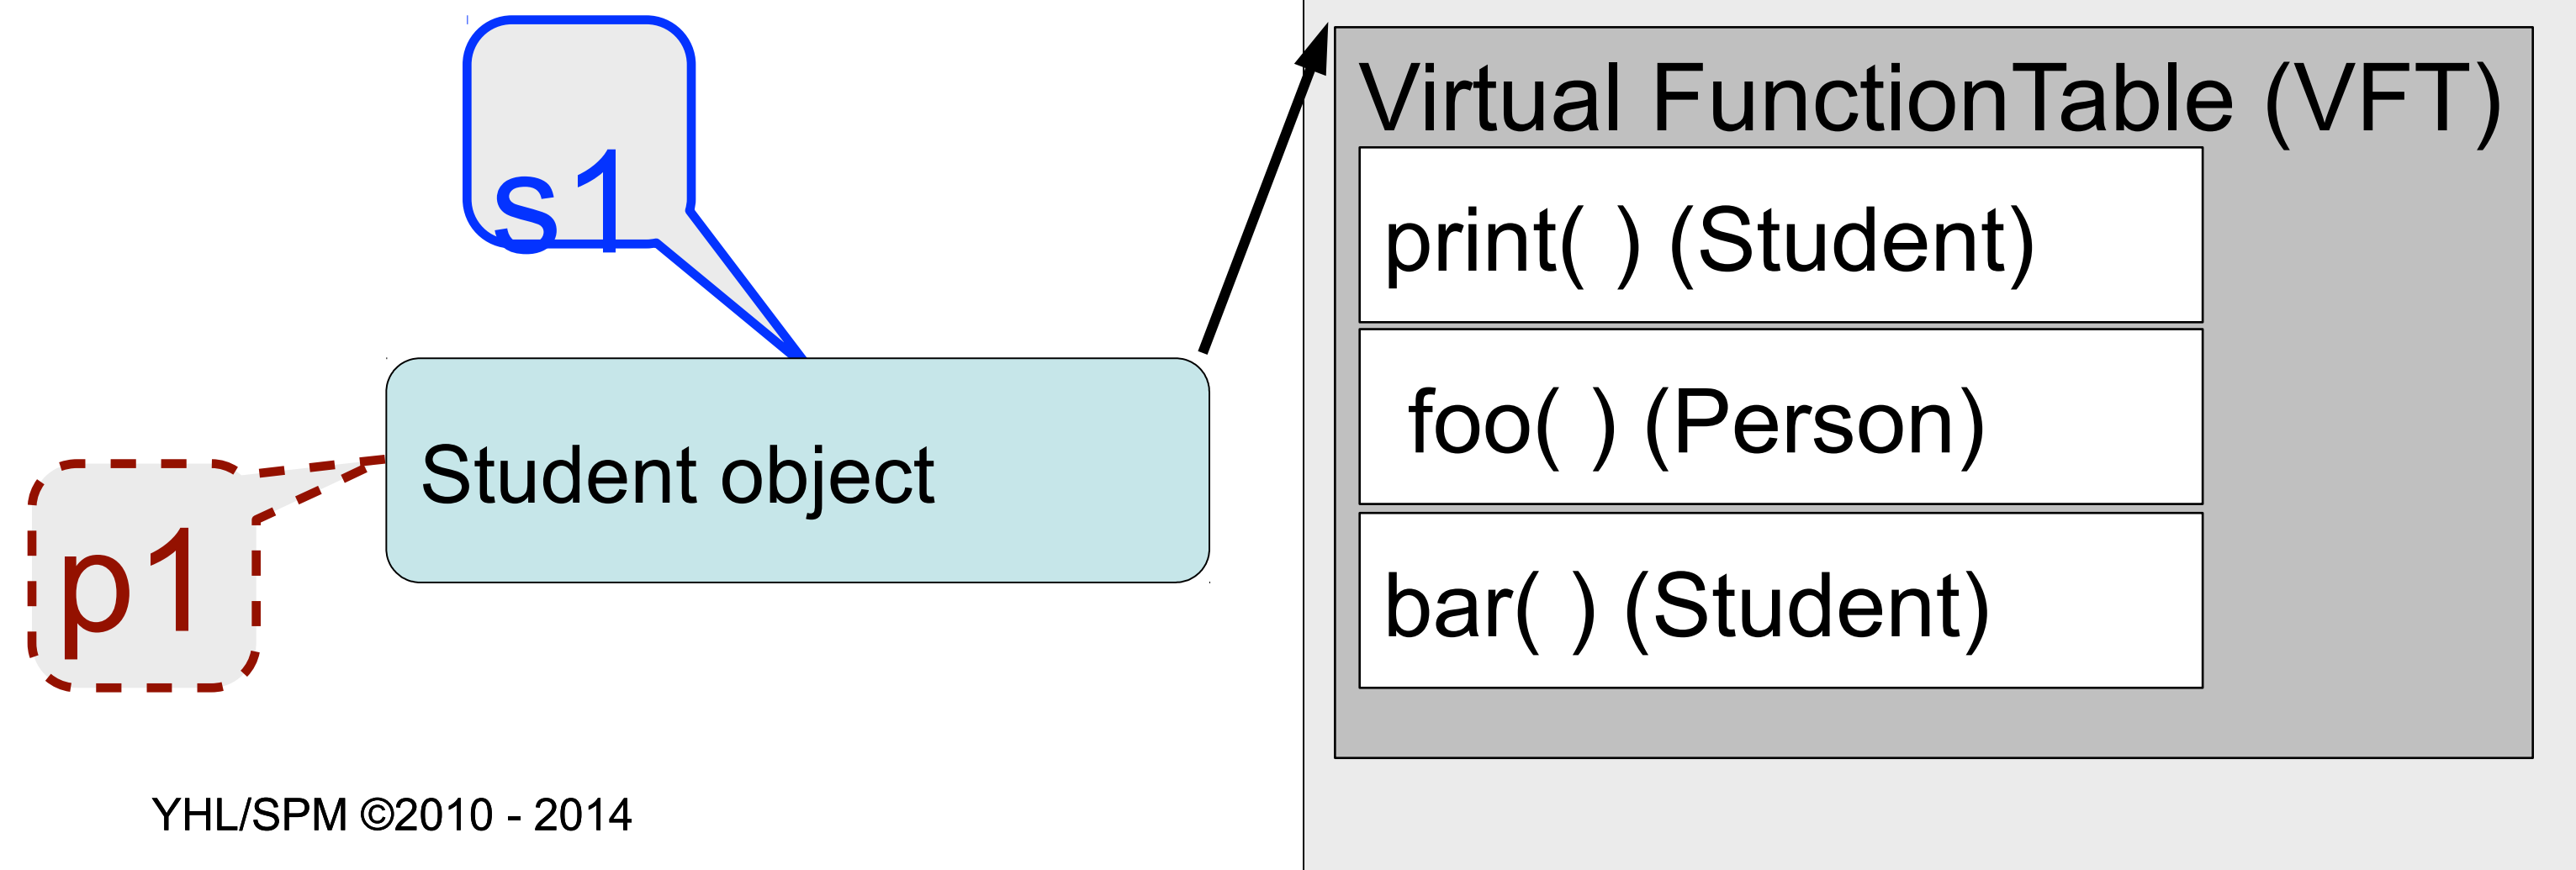 s1
Student object
p1
YHL/SPM ©2010 - 2014
Virtual FunctionTable (VFT)
print( ) (Student)
foo( ) (Person)
bar( ) (Student)